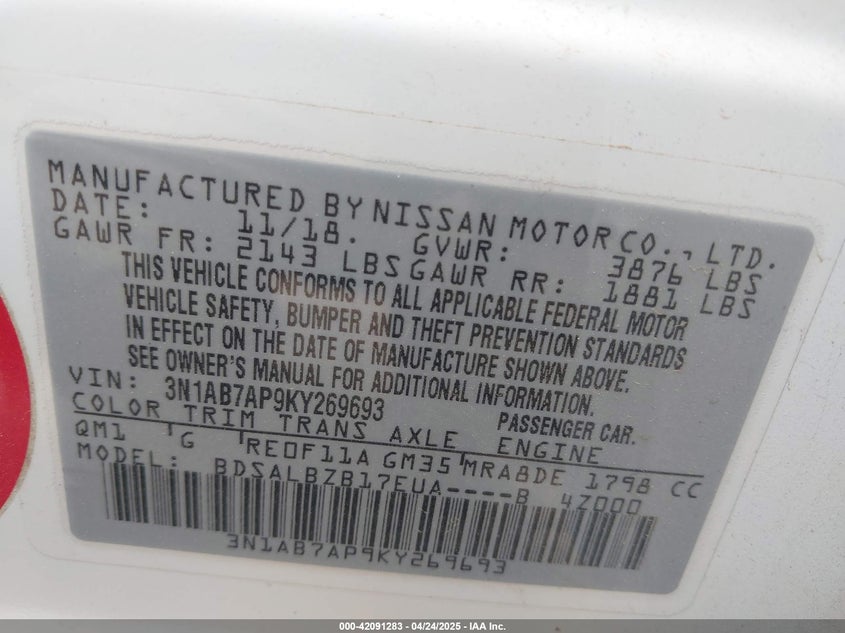 MANUFACTURED BY NISSAN MOTOR CO., LTD.
DATE: 11/18. GVWR: 3876 LBS
GAWR FR: 2143 LBS GAWR RR: 1881 LBS
THIS VEHICLE CONFORMS TO ALL APPLICABLE FEDERAL MOTOR
VEHICLE SAFETY, BUMPER AND THEFT PREVENTION STANDARDS
IN EFFECT ON THE DATE OF MANUFACTURE SHOWN ABOVE.
SEE OWNER'S MANUAL FOR ADDITIONAL INFORMATION.
VIN: 3N1AB7AP9KY269693 PASSENGER CAR.
COLOR TRIM TRANS AXLE ENGINE
QM1 G RE0F11A GM35 MRA8DE 1798 CC
MODEL: BDSALBZB17EUA----B 4Z000
3N1AB7AP9KY269693
000-42091283 - 04/24/2025 - IAA Inc.